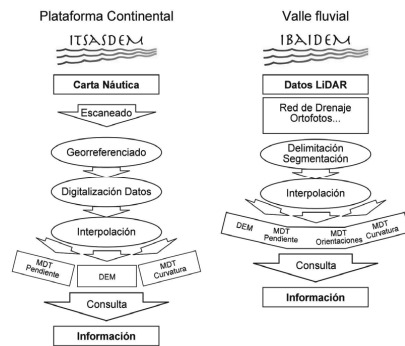 Plataforma Continental
ITSASDEM
Carta Náutica
Escaneado
Georreferenciado
Digitalización Datos
Interpolación
MDT
Pendiente
DEM
MDT
Curvatura
Consulta
Información
Valle fluvial
IBAIDEM
Datos LiDAR
Red de Drenaje
Ortofotos...
Delimitación
Segmentación
Interpolación
DEM
MDT
Pendiente
MDT
Orientaciones
MDT
Curvatura
Consulta
Información